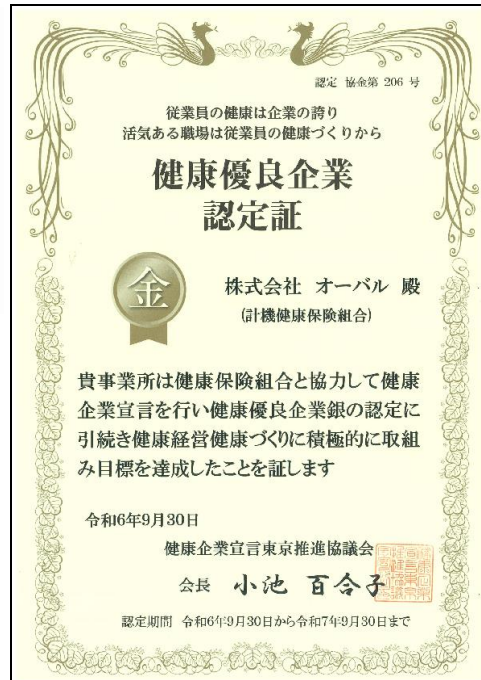 認定 協金第 206 号
従業員の健康は企業の誇り
活気ある職場は従業員の健康づくりから
健康優良企業
認定証
金
株式会社 オーバル 殿
(計機健康保険組合)
貴事業所は健康保険組合と協力して健康
企業宣言を行い健康優良企業銀の認定に
引続き健康経営健康づくりに積極的に取組
み目標を達成したことを証します
令和6年9月30日
健康企業宣言東京推進協議会
会長 小池 百合子
認定期間 令和6年9月30日から令和7年9月30日まで